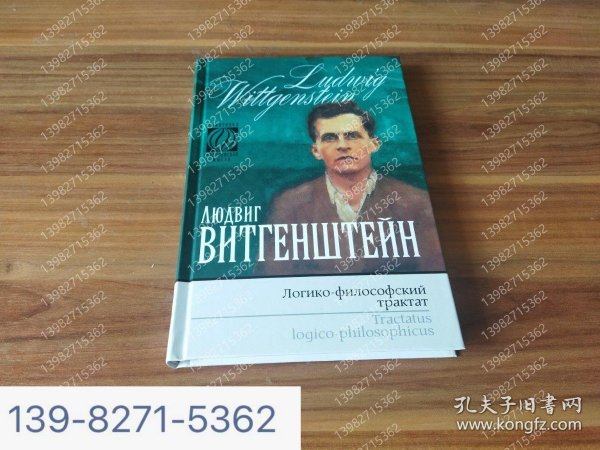 Ludwig
Wittgenstein
ЛЮДВИГ
ВИТГЕНШТЕЙН
Логико-философский
трактат
Tractatus
logico-philosophicus
139-8271-5362
孔夫子旧书网
www.kongfz.com
13982715362